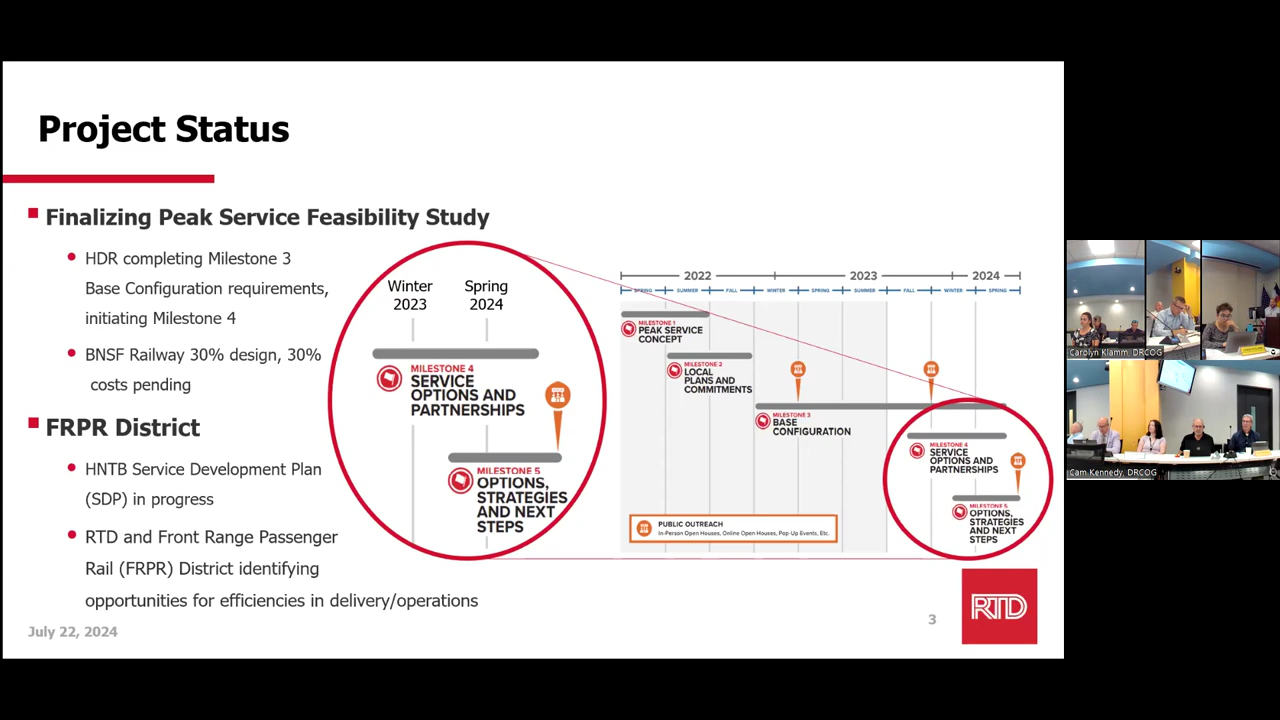 Project Status
Finalizing Peak Service Feasibility Study
HDR completing Milestone 3
Base Configuration requirements,
initiating Milestone 4
BNSF Railway 30% design, 30%
costs pending
FRPR District
HNTB Service Development Plan
(SDP) in progress
RTD and Front Range Passenger
Rail (FRPR) District identifying
opportunities for efficiencies in delivery/operations
Winter
2023
Spring
2024
MILESTONE 4
SERVICE
OPTIONS AND
PARTNERSHIPS
MILESTONE 5
OPTIONS,
STRATEGIES
AND NEXT
STEPS
2022
2023
2024
SPRING
SUMMER
FALL
WINTER
SPRING
SUMMER
FALL
WINTER
SPRING
MILESTONE 1
PEAK SERVICE
CONCEPT
MILESTONE 2
LOCAL
PLANS AND
COMMITMENTS
MILESTONE 3
BASE
CONFIGURATION
MILESTONE 4
SERVICE
OPTIONS AND
PARTNERSHIPS
MILESTONE 5
OPTIONS,
STRATEGIES
AND NEXT
STEPS
PUBLIC OUTREACH
In-Person Open Houses, Online Open Houses, Pop-Up Events, Etc.
July 22, 2024
3
RTD
Carolyn Klamm, DRCOG
Cam Kennedy, DRCOG